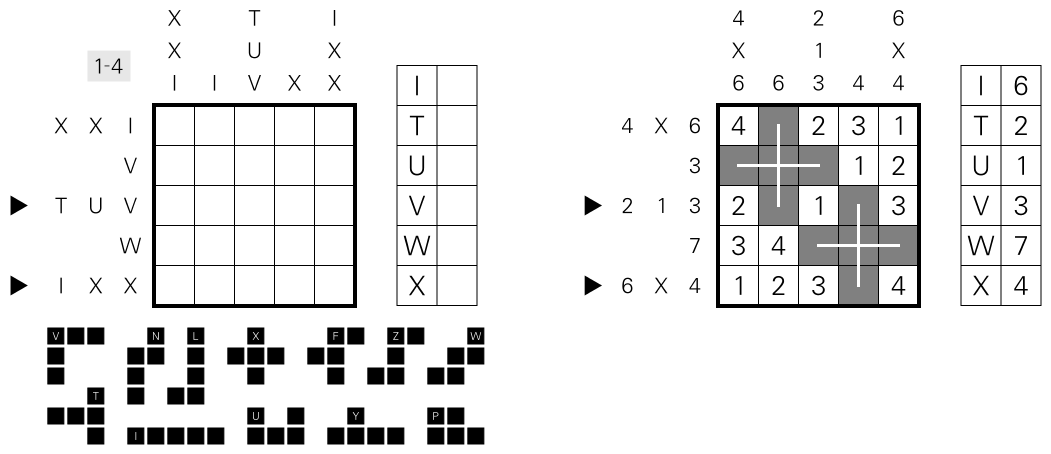 X T I
X U X
1-4
I I V X X
X X I
V
T U V
W
I X X
I
T
U
V
W
X
V N L X F Z W
T
U Y P
I
4 2 6
X 1 X
6 6 3 4 4
4 X 6 4 2 3 1
3 1 2
2 1 3 2 1 3
7 3 4
6 X 4 1 2 3 4
I 6
T 2
U 1
V 3
W 7
X 4